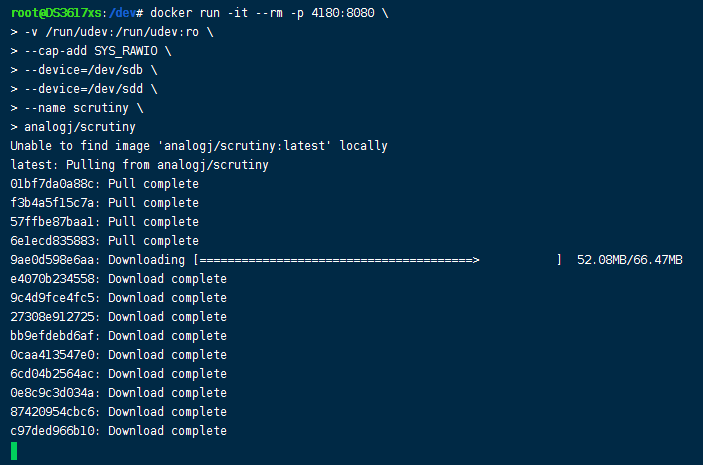 root@DS3617xs:/dev# docker run -it --rm -p 4180:8080 \
> -v /run/udev:/run/udev:ro \
> --cap-add SYS_RAWIO \
> --device=/dev/sdb \
> --device=/dev/sdd \
> --name scrutiny \
> analogj/scrutiny
Unable to find image 'analogj/scrutiny:latest' locally
latest: Pulling from analogj/scrutiny
01bf7da0a88c: Pull complete
f3b4a5f15c7a: Pull complete
57ffbe87baa1: Pull complete
6e1ecd835883: Pull complete
9ae0d598e6aa: Downloading [========================================>          ]  52.08MB/66.47MB
e4070b234558: Download complete
9c4d9fce4fc5: Download complete
27308e912725: Download complete
bb9efdebd6af: Download complete
0caa413547e0: Download complete
6cd04b2564ac: Download complete
0e8c9c3d034a: Download complete
87420954cbc6: Download complete
c97ded966b10: Download complete